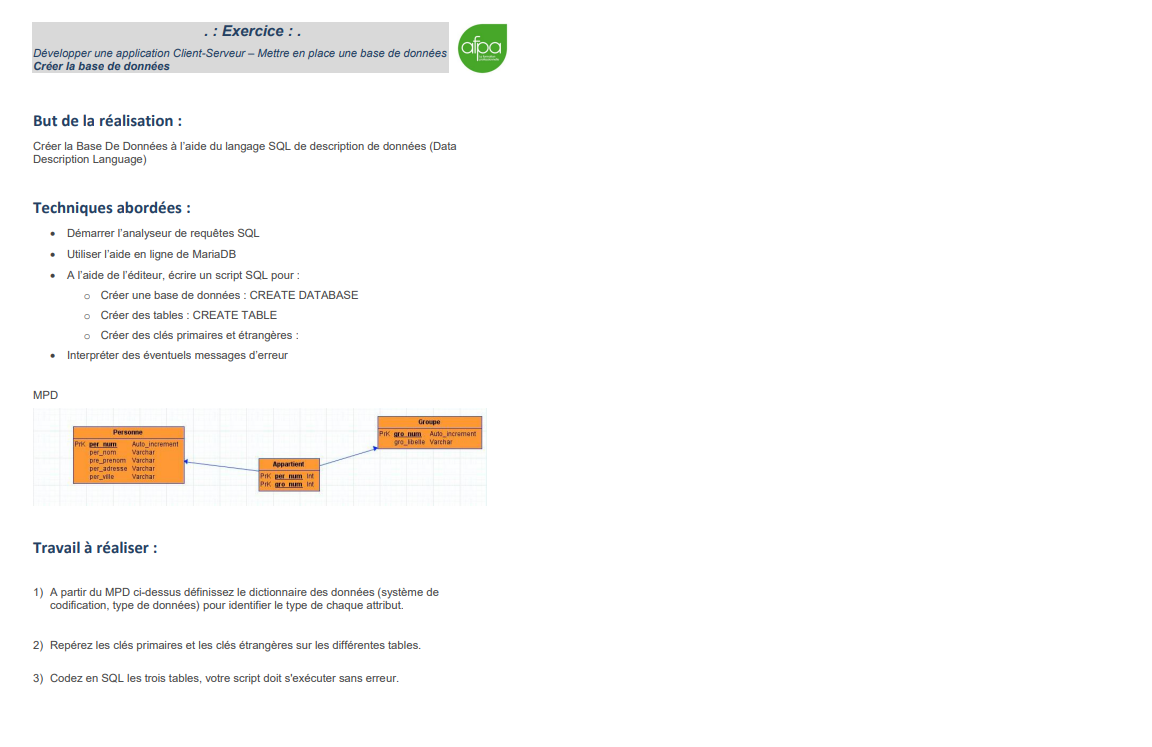 . : Exercice : .
Développer une application Client-Serveur – Mettre en place une base de données
Créer la base de données
afpa
But de la réalisation :
Créer la Base De Données à l’aide du langage SQL de description de données (Data
Description Language)
Techniques abordées :
• Démarrer l’analyseur de requêtes SQL
• Utiliser l’aide en ligne de MariaDB
• A l’aide de l’éditeur, écrire un script SQL pour :
o Créer une base de données : CREATE DATABASE
o Créer des tables : CREATE TABLE
o Créer des clés primaires et étrangères :
• Interpréter des éventuels messages d’erreur
MPD
Personne
PrK per_num Auto_increment
per_nom Varchar
pre_prenom Varchar
per_adresse Varchar
per_ville Varchar
Appartient
PrK per_num Int
PrK gro_num Int
Groupe
PrK gro_num Auto_increment
gro_libelle Varchar
Travail à réaliser :
1) A partir du MPD ci-dessus définissez le dictionnaire des données (système de
codification, type de données) pour identifier le type de chaque attribut.
2) Repérez les clés primaires et les clés étrangères sur les différentes tables.
3) Codez en SQL les trois tables, votre script doit s'exécuter sans erreur.